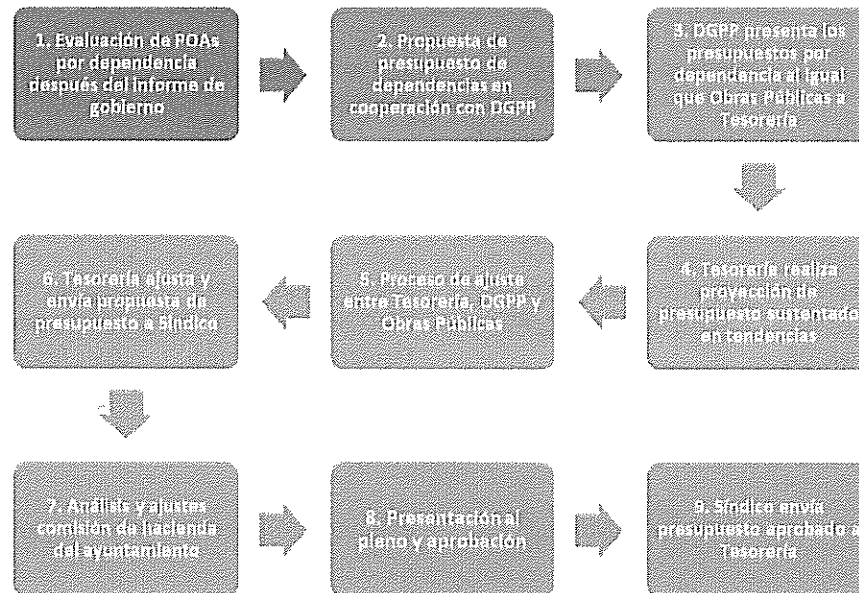 1. Evaluación de POAs
por dependencia
después del informe de
gobierno
2. Propuesta de
presupuesto de
dependencias en
cooperación con DGPP
3. DGPP presenta los
presupuestos por
dependencia al igual
que Obras Públicas a
Tesorería
4. Tesorería realiza
proyección de
presupuesto sustentado
en tendencias
5. Proceso de ajuste
entre Tesorería, DGPP y
Obras Públicas
6. Tesorería ajusta y
envía propuesta de
presupuesto a Síndico
7. Análisis y ajustes
comisión de hacienda
del ayuntamiento
8. Presentación al
pleno y aprobación
9. Síndico envía
presupuesto aprobado a
Tesorería